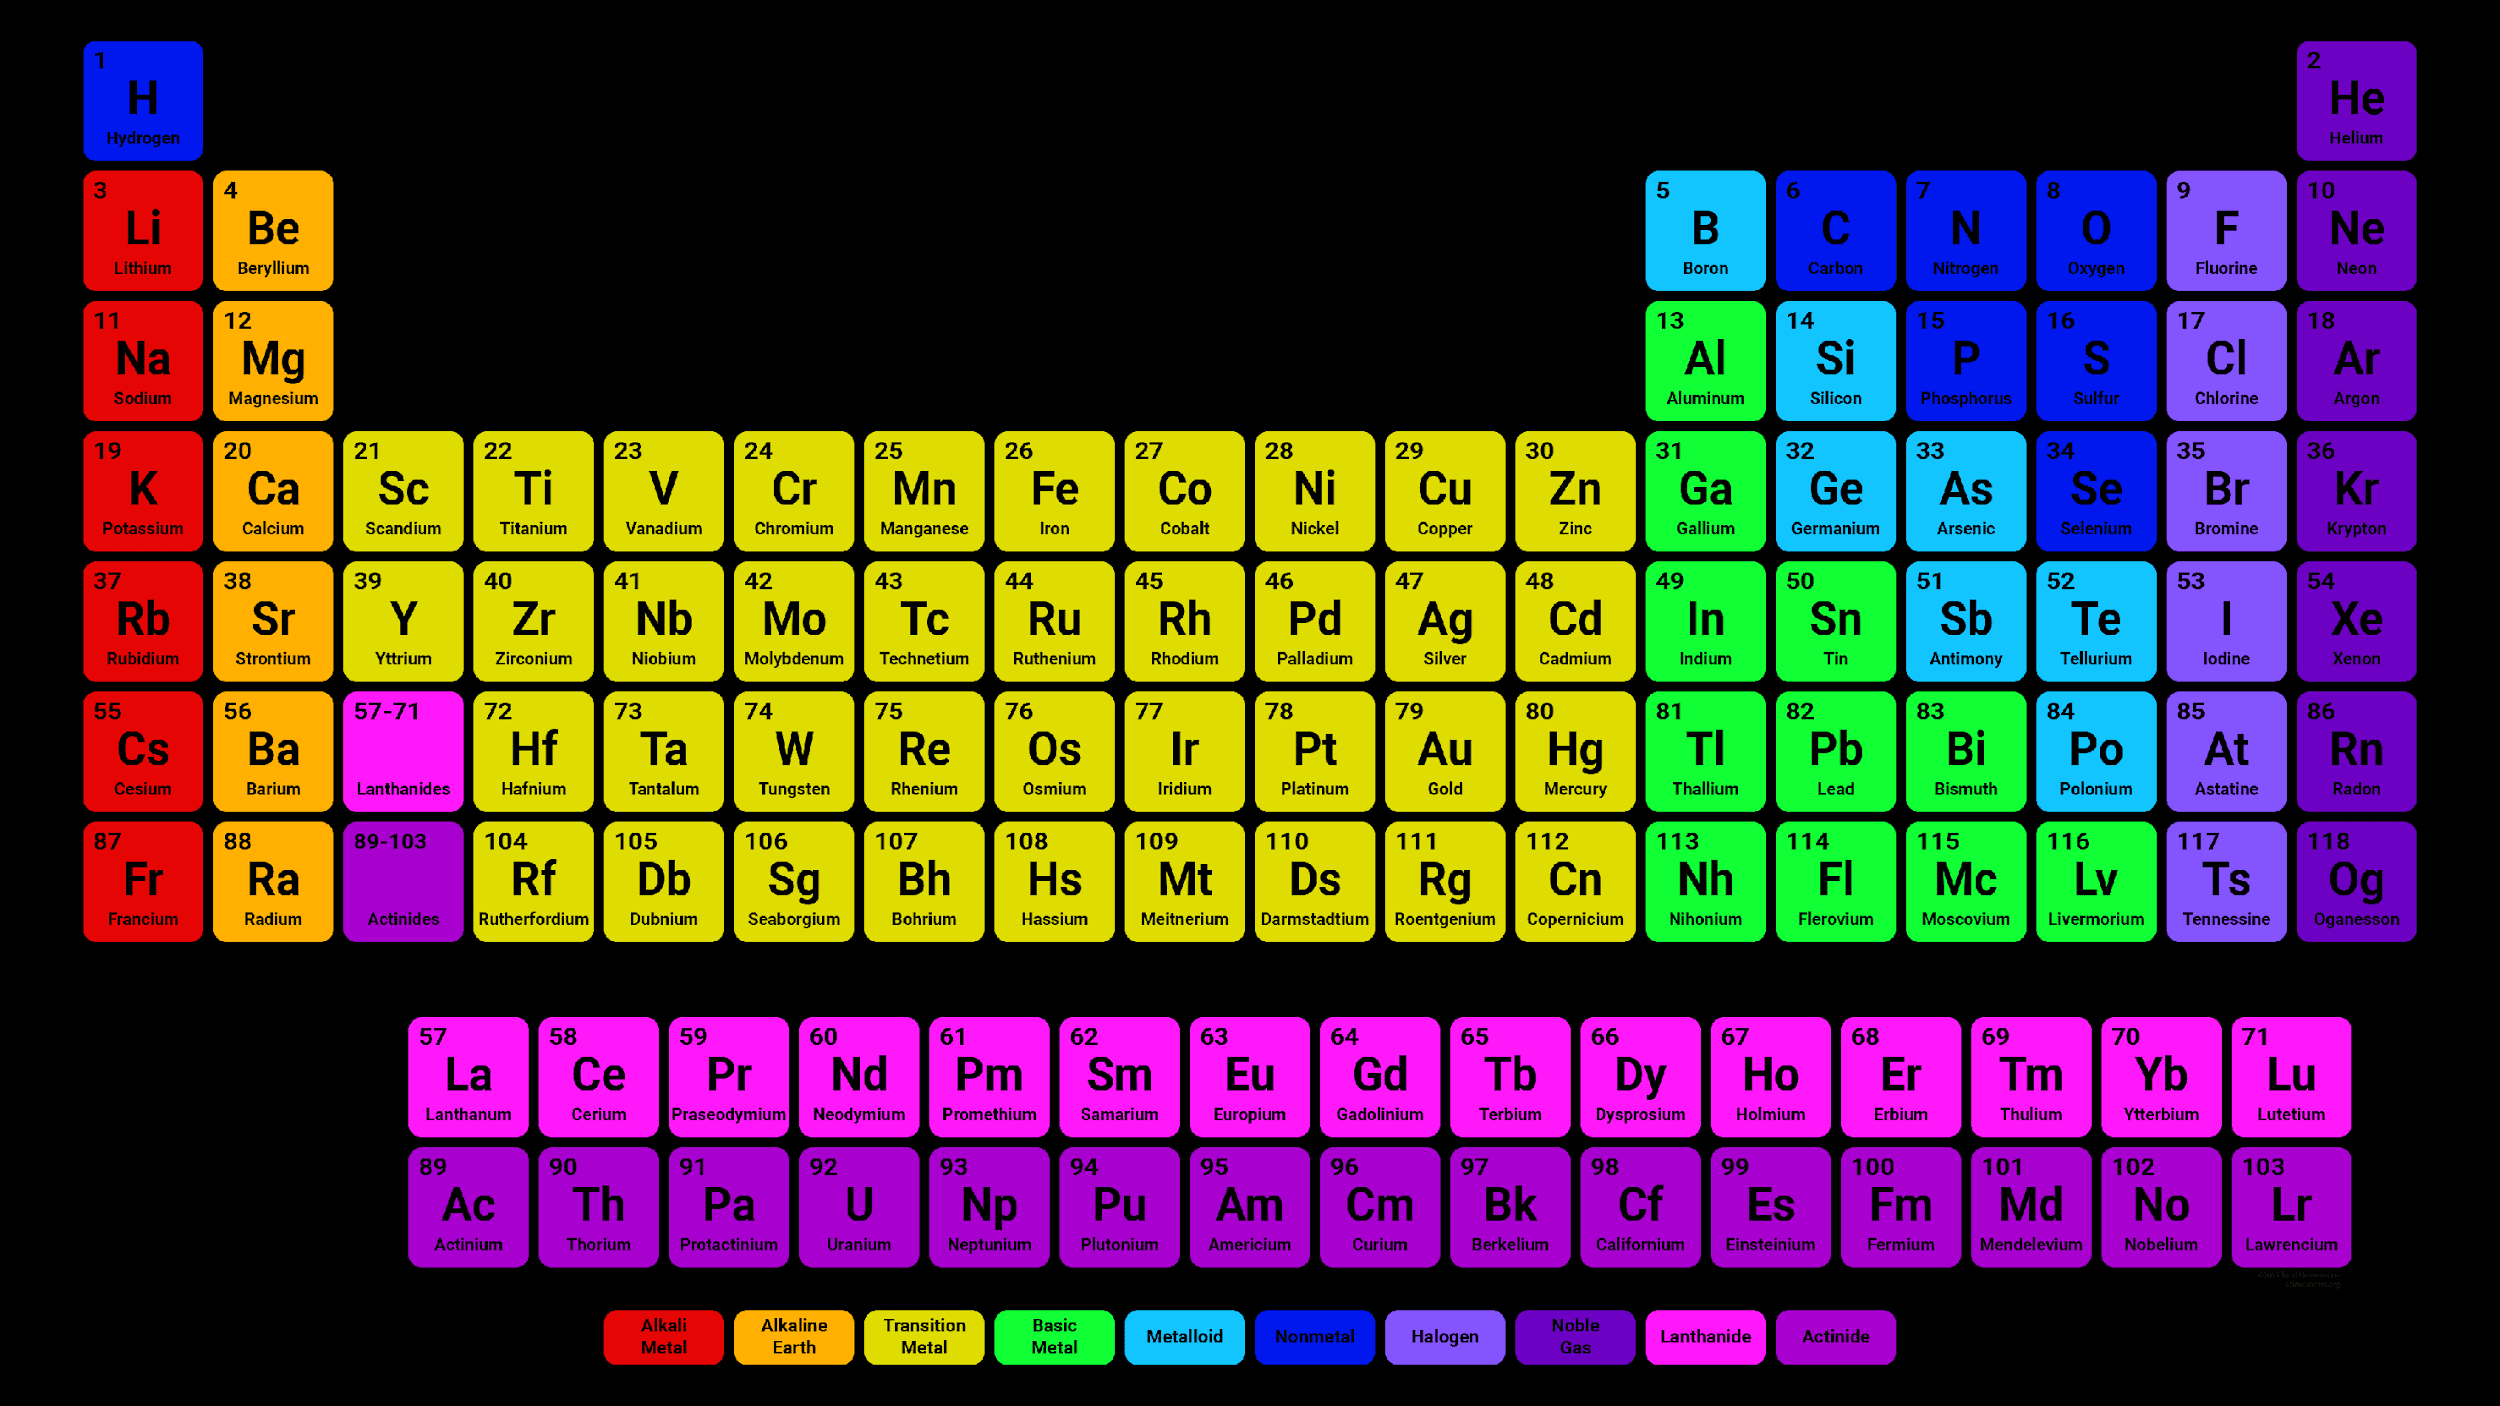 1
H
Hydrogen
2
He
Helium
3
Li
Lithium
4
Be
Beryllium
5
B
Boron
6
C
Carbon
7
N
Nitrogen
8
O
Oxygen
9
F
Fluorine
10
Ne
Neon
11
Na
Sodium
12
Mg
Magnesium
13
Al
Aluminum
14
Si
Silicon
15
P
Phosphorus
16
S
Sulfur
17
Cl
Chlorine
18
Ar
Argon
19
K
Potassium
20
Ca
Calcium
21
Sc
Scandium
22
Ti
Titanium
23
V
Vanadium
24
Cr
Chromium
25
Mn
Manganese
26
Fe
Iron
27
Co
Cobalt
28
Ni
Nickel
29
Cu
Copper
30
Zn
Zinc
31
Ga
Gallium
32
Ge
Germanium
33
As
Arsenic
34
Se
Selenium
35
Br
Bromine
36
Kr
Krypton
37
Rb
Rubidium
38
Sr
Strontium
39
Y
Yttrium
40
Zr
Zirconium
41
Nb
Niobium
42
Mo
Molybdenum
43
Tc
Technetium
44
Ru
Ruthenium
45
Rh
Rhodium
46
Pd
Palladium
47
Ag
Silver
48
Cd
Cadmium
49
In
Indium
50
Sn
Tin
51
Sb
Antimony
52
Te
Tellurium
53
I
Iodine
54
Xe
Xenon
55
Cs
Cesium
56
Ba
Barium
57-71
Lanthanides
72
Hf
Hafnium
73
Ta
Tantalum
74
W
Tungsten
75
Re
Rhenium
76
Os
Osmium
77
Ir
Iridium
78
Pt
Platinum
79
Au
Gold
80
Hg
Mercury
81
Tl
Thallium
82
Pb
Lead
83
Bi
Bismuth
84
Po
Polonium
85
At
Astatine
86
Rn
Radon
87
Fr
Francium
88
Ra
Radium
89-103
Actinides
104
Rf
Rutherfordium
105
Db
Dubnium
106
Sg
Seaborgium
107
Bh
Bohrium
108
Hs
Hassium
109
Mt
Meitnerium
110
Ds
Darmstadtium
111
Rg
Roentgenium
112
Cn
Copernicium
113
Nh
Nihonium
114
Fl
Flerovium
115
Mc
Moscovium
116
Lv
Livermorium
117
Ts
Tennessine
118
Og
Oganesson
57
La
Lanthanum
58
Ce
Cerium
59
Pr
Praseodymium
60
Nd
Neodymium
61
Pm
Promethium
62
Sm
Samarium
63
Eu
Europium
64
Gd
Gadolinium
65
Tb
Terbium
66
Dy
Dysprosium
67
Ho
Holmium
68
Er
Erbium
69
Tm
Thulium
70
Yb
Ytterbium
71
Lu
Lutetium
89
Ac
Actinium
90
Th
Thorium
91
Pa
Protactinium
92
U
Uranium
93
Np
Neptunium
94
Pu
Plutonium
95
Am
Americium
96
Cm
Curium
97
Bk
Berkelium
98
Cf
Californium
99
Es
Einsteinium
100
Fm
Fermium
101
Md
Mendelevium
102
No
Nobelium
103
Lr
Lawrencium
Alkali
Metal
Alkaline
Earth
Transition
Metal
Basic
Metal
Metalloid
Nonmetal
Halogen
Noble
Gas
Lanthanide
Actinide